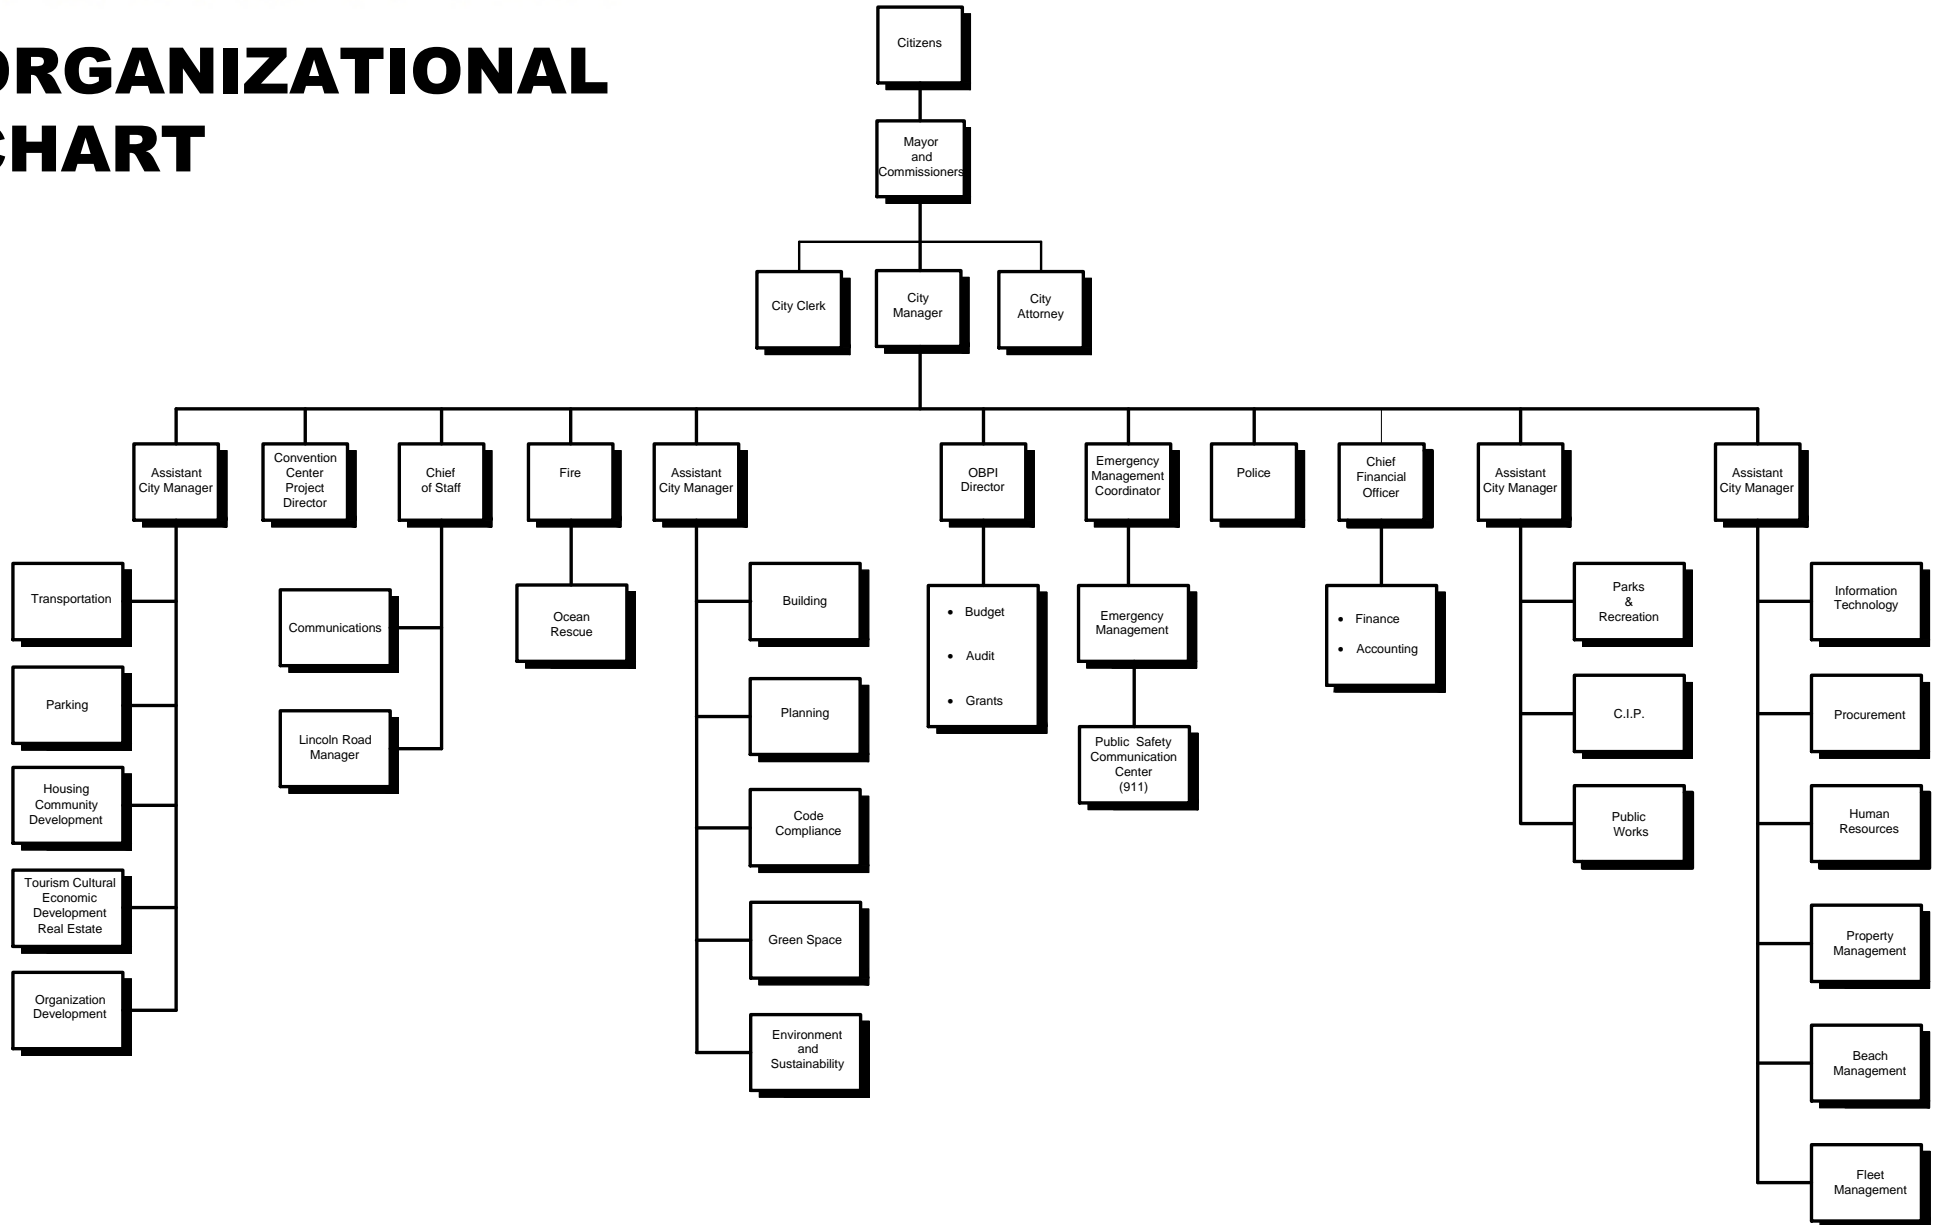 ORGANIZATIONAL
CHART
Citizens
Mayor
and
Commissioners
City Clerk
City
Manager
City
Attorney
Assistant
City Manager
Convention
Center
Project
Director
Chief
of Staff
Fire
Assistant
City Manager
OBPI
Director
Emergency
Management
Coordinator
Police
Chief
Financial
Officer
Assistant
City Manager
Assistant
City Manager
Transportation
Parking
Housing
Community
Development
Tourism Cultural
Economic
Development
Real Estate
Organization
Development
Communications
Lincoln Road
Manager
Ocean
Rescue
Building
Planning
Code
Compliance
Green Space
Environment
and
Sustainability
• Budget
• Audit
• Grants
Emergency
Management
Public Safety
Communication
Center
(911)
• Finance
• Accounting
Parks
&
Recreation
C.I.P.
Public
Works
Information
Technology
Procurement
Human
Resources
Property
Management
Beach
Management
Fleet
Management